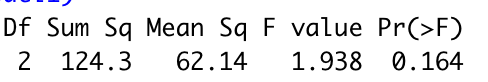 Df Sum Sq Mean Sq F value Pr(>F)
2 124.3 62.14 1.938 0.164